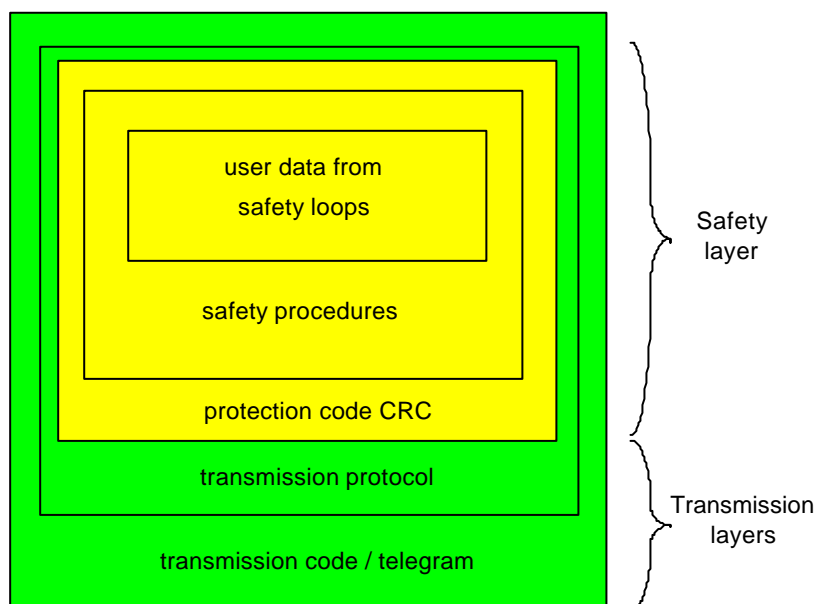 user data from
safety loops
safety procedures
protection code CRC
transmission protocol
transmission code / telegram
Safety
layer
Transmission
layers